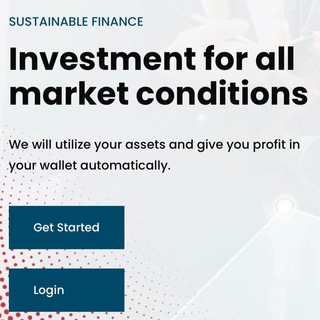 SUSTAINABLE FINANCE
Investment for all
market conditions
We will utilize your assets and give you profit in
your wallet automatically.
Get Started
Login